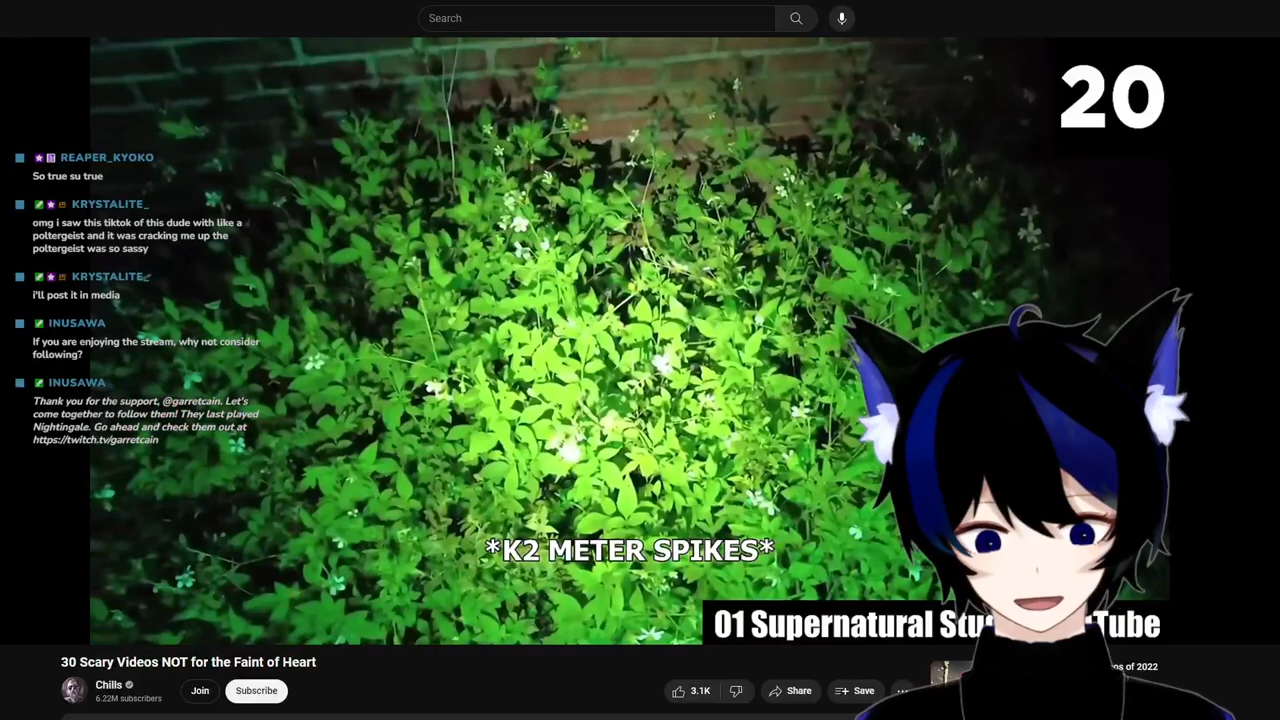 Search
20
REAPER_KYOKO
So true su true
KRYSTALITE_
omg i saw this tiktok of this dude with like a
poltergeist and it was cracking me up the
poltergeist was so sassy
KRYSTALITE_
i'll post it in media
INUSAWA
If you are enjoying the stream, why not consider
following?
INUSAWA
Thank you for the support, @garretcain. Let's
come together to follow them! They last played
Nightingale. Go ahead and check them out at
https://twitch.tv/garretcain
*K2 METER SPIKES*
01 Supernatural
30 Scary Videos NOT for the Faint of Heart
of 2022
Chills
6.22M subscribers
Join
Subscribe
3.1K
Share
Save